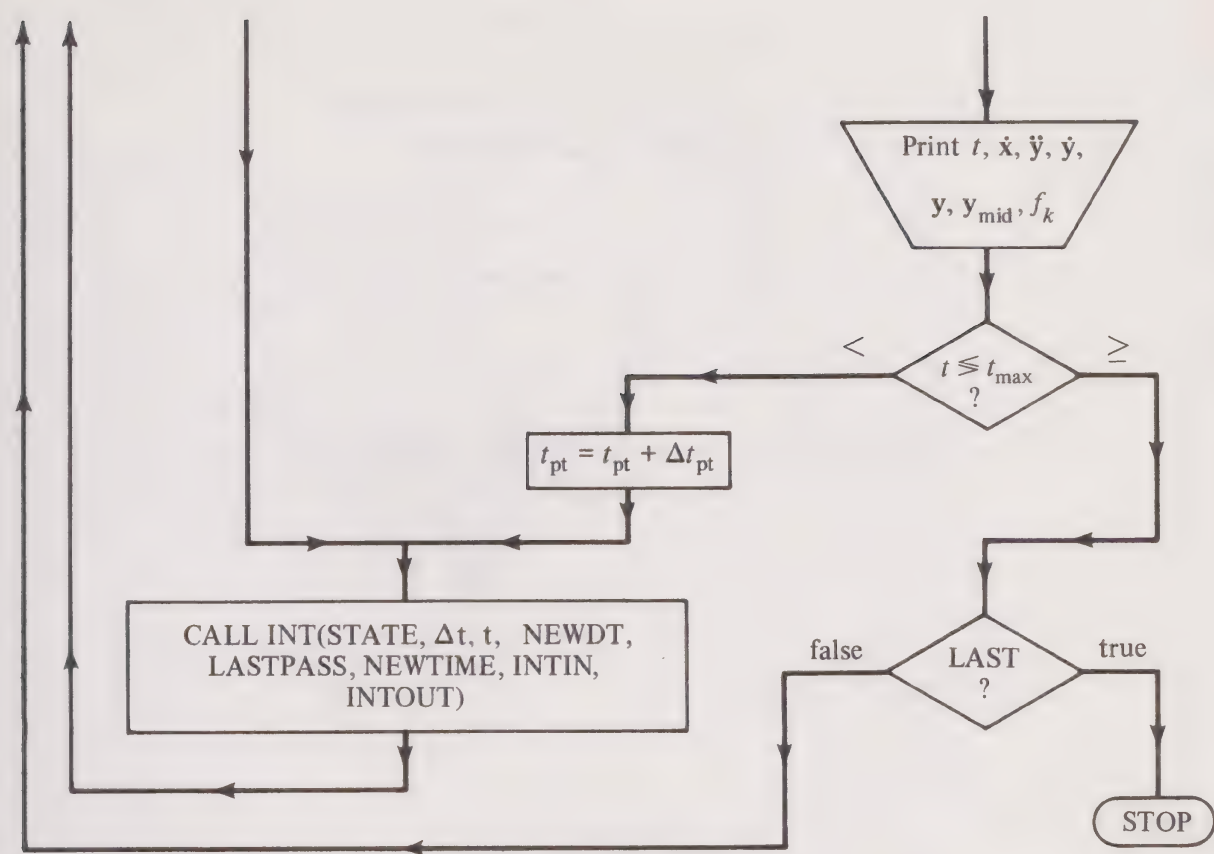 Print t, ẋ, ÿ, ẏ,
y, y_mid, f_k
<
t ⋚ t_max
?
≥
t_pt = t_pt + Δt_pt
CALL INT(STATE, Δt, t, NEWDT,
LASTPASS, NEWTIME, INTIN,
INTOUT)
false
LAST
?
true
STOP